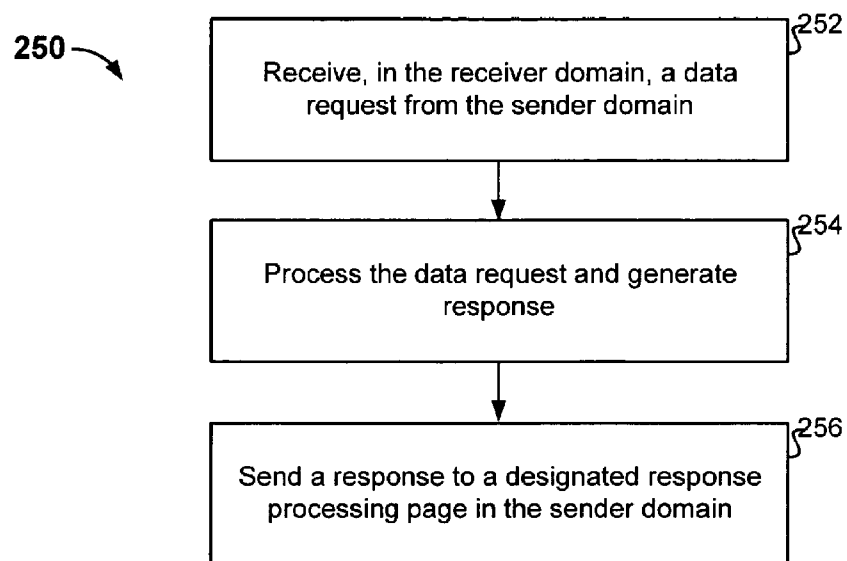 250
252
Receive, in the receiver domain, a data
request from the sender domain
254
Process the data request and generate
response
256
Send a response to a designated response
processing page in the sender domain